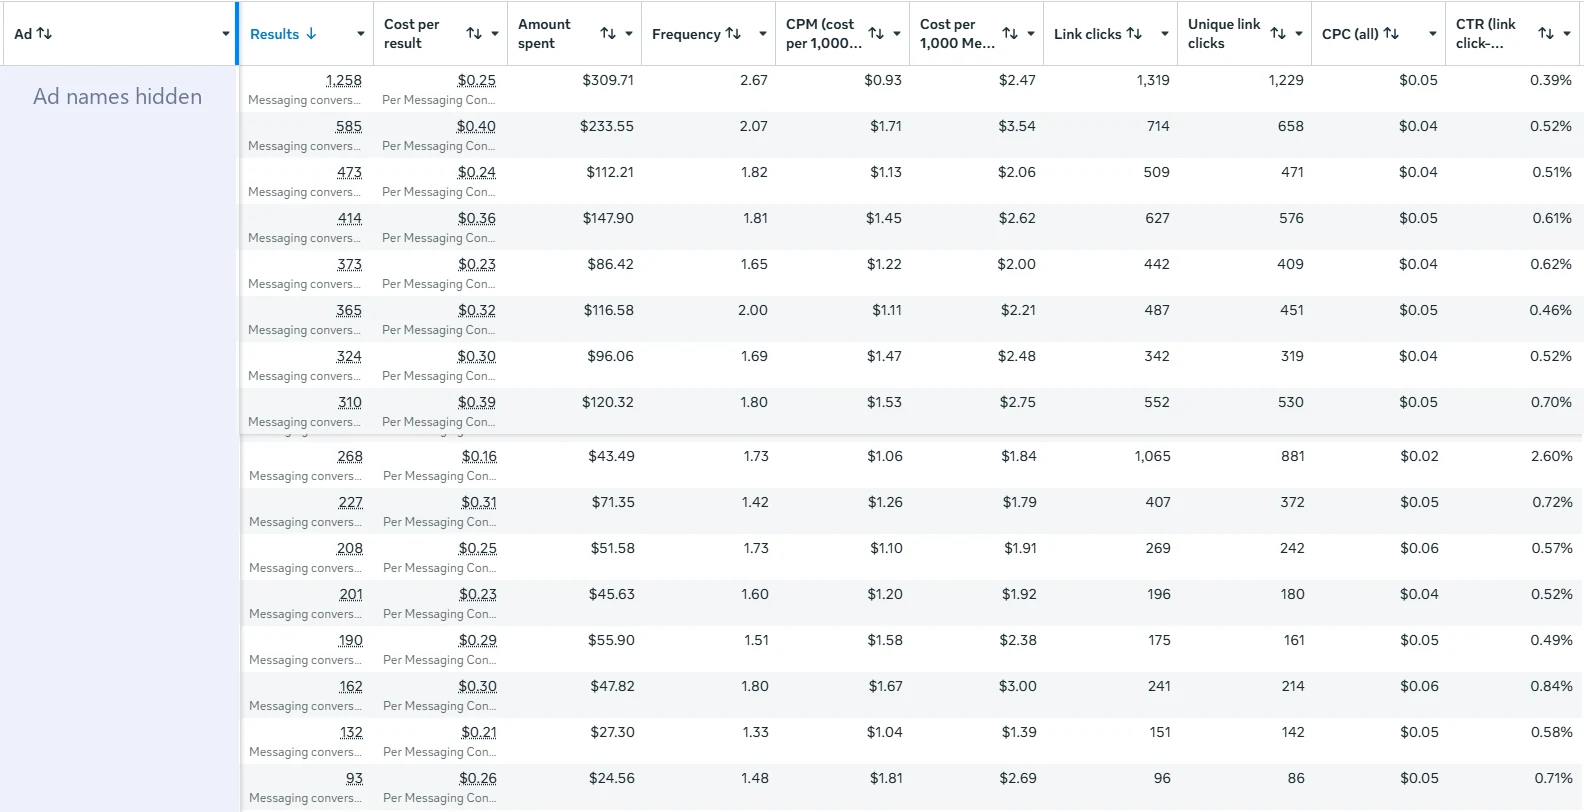 Ad Results Cost per result Amount spent Frequency CPM (cost per 1,000... Cost per 1,000 Me... Link clicks Unique link clicks CPC (all) CTR (link click-...
Ad names hidden
1,258 $0.25 $309.71 2.67 $0.93 $2.47 1,319 1,229 $0.05 0.39%
Messaging convers... Per Messaging Con...
585 $0.40 $233.55 2.07 $1.71 $3.54 714 658 $0.04 0.52%
Messaging convers... Per Messaging Con...
473 $0.24 $112.21 1.82 $1.13 $2.06 509 471 $0.04 0.51%
Messaging convers... Per Messaging Con...
414 $0.36 $147.90 1.81 $1.45 $2.62 627 576 $0.05 0.61%
Messaging convers... Per Messaging Con...
373 $0.23 $86.42 1.65 $1.22 $2.00 442 409 $0.04 0.62%
Messaging convers... Per Messaging Con...
365 $0.32 $116.58 2.00 $1.11 $2.21 487 451 $0.05 0.46%
Messaging convers... Per Messaging Con...
324 $0.30 $96.06 1.69 $1.47 $2.48 342 319 $0.04 0.52%
Messaging convers... Per Messaging Con...
310 $0.39 $120.32 1.80 $1.53 $2.75 552 530 $0.05 0.70%
Messaging convers... Per Messaging Con...
268 $0.16 $43.49 1.73 $1.06 $1.84 1,065 881 $0.02 2.60%
Messaging convers... Per Messaging Con...
227 $0.31 $71.35 1.42 $1.26 $1.79 407 372 $0.05 0.72%
Messaging convers... Per Messaging Con...
208 $0.25 $51.58 1.73 $1.10 $1.91 269 242 $0.06 0.57%
Messaging convers... Per Messaging Con...
201 $0.23 $45.63 1.60 $1.20 $1.92 196 180 $0.04 0.52%
Messaging convers... Per Messaging Con...
190 $0.29 $55.90 1.51 $1.58 $2.38 175 161 $0.05 0.49%
Messaging convers... Per Messaging Con...
162 $0.30 $47.82 1.80 $1.67 $3.00 241 214 $0.06 0.84%
Messaging convers... Per Messaging Con...
132 $0.21 $27.30 1.33 $1.04 $1.39 151 142 $0.05 0.58%
Messaging convers... Per Messaging Con...
93 $0.26 $24.56 1.48 $1.81 $2.69 96 86 $0.05 0.71%
Messaging convers... Per Messaging Con...